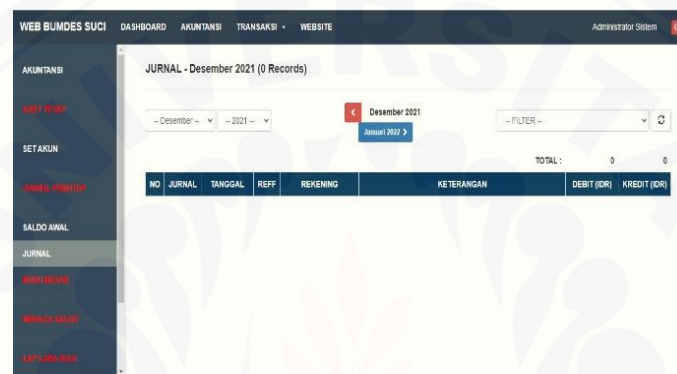 WEB BUMDES SUCI DASHBOARD AKUNTANSI TRANSAKSI WEBSITE Administrator Sistem
AKUNTANSI
JURNAL - Desember 2021 (0 Records)
-- Desember -- -- 2021 -- Desember 2021 -- FILTER --
Januari 2022
SETAKUN
TOTAL : 0 0
NO JURNAL TANGGAL REFF REKENING KETERANGAN DEBIT (IDR) KREDIT (IDR)
SALDO AWAL
JURNAL
UNIVERSITA